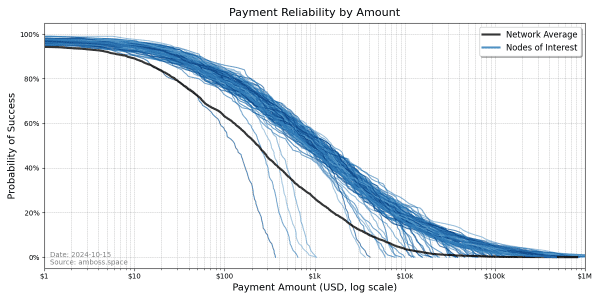 Payment Reliability by Amount
Network Average
Nodes of Interest
100%
80%
60%
40%
20%
0%
Probability of Success
Date: 2024-10-15
Source: amboss.space
$1
$10
$100
$1k
$10k
$100k
$1M
Payment Amount (USD, log scale)